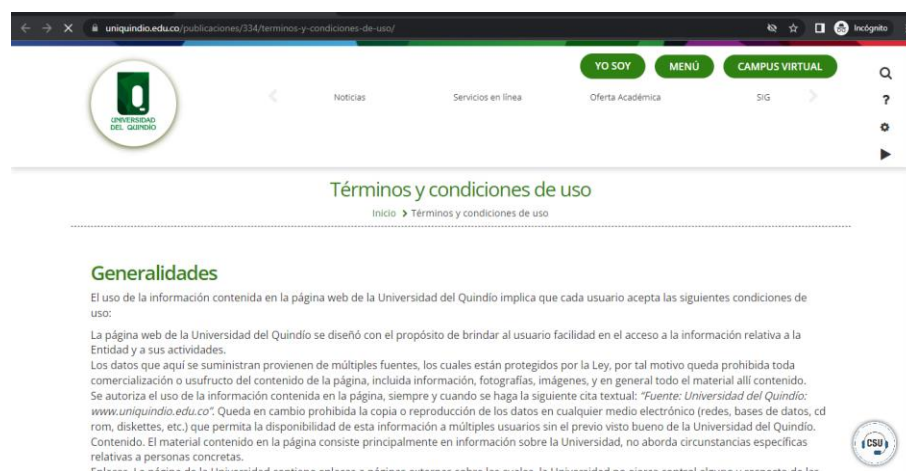 uniquindio.edu.co/publicaciones/334/terminos-y-condiciones-de-uso/
Incógnito
YO SOY
MENÚ
CAMPUS VIRTUAL
UNIVERSIDAD
DEL QUINDÍO
Noticias
Servicios en línea
Oferta Académica
SIG
?
Términos y condiciones de uso
Inicio > Términos y condiciones de uso
Generalidades
El uso de la información contenida en la página web de la Universidad del Quindío implica que cada usuario acepta las siguientes condiciones de
uso:
La página web de la Universidad del Quindío se diseñó con el propósito de brindar al usuario facilidad en el acceso a la información relativa a la
Entidad y a sus actividades.
Los datos que aquí se suministran provienen de múltiples fuentes, los cuales están protegidos por la Ley, por tal motivo queda prohibida toda
comercialización o usufructo del contenido de la página, incluida información, fotografías, imágenes, y en general todo el material allí contenido.
Se autoriza el uso de la información contenida en la página, siempre y cuando se haga la siguiente cita textual: "Fuente: Universidad del Quindío:
www.uniquindio.edu.co". Queda en cambio prohibida la copia o reproducción de los datos en cualquier medio electrónico (redes, bases de datos, cd
rom, diskettes, etc.) que permita la disponibilidad de esta información a múltiples usuarios sin el previo visto bueno de la Universidad del Quindío.
Contenido. El material contenido en la página consiste principalmente en información sobre la Universidad, no aborda circunstancias específicas
relativas a personas concretas.
CSU